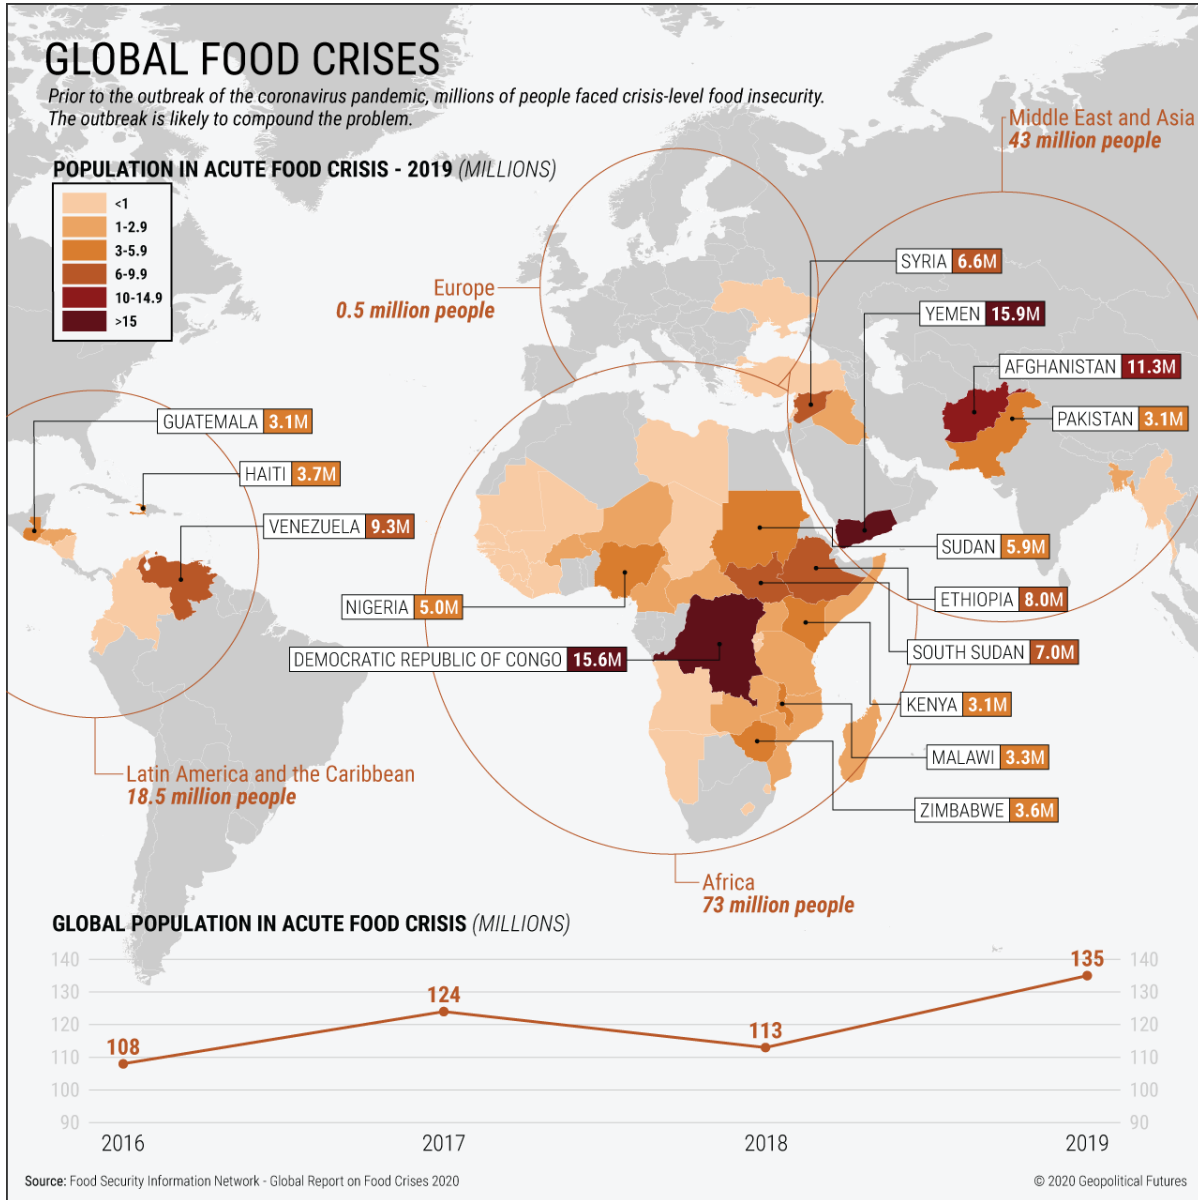 GLOBAL FOOD CRISES
Prior to the outbreak of the coronavirus pandemic, millions of people faced crisis-level food insecurity.
The outbreak is likely to compound the problem.
POPULATION IN ACUTE FOOD CRISIS - 2019 (MILLIONS)
<1
1-2.9
3-5.9
6-9.9
10-14.9
>15
Middle East and Asia
43 million people
Europe
0.5 million people
SYRIA 6.6M
YEMEN 15.9M
AFGHANISTAN 11.3M
PAKISTAN 3.1M
GUATEMALA 3.1M
HAITI 3.7M
VENEZUELA 9.3M
SUDAN 5.9M
NIGERIA 5.0M
ETHIOPIA 8.0M
DEMOCRATIC REPUBLIC OF CONGO 15.6M
SOUTH SUDAN 7.0M
KENYA 3.1M
MALAWI 3.3M
ZIMBABWE 3.6M
Latin America and the Caribbean
18.5 million people
Africa
73 million people
GLOBAL POPULATION IN ACUTE FOOD CRISIS (MILLIONS)
140 135 140
130 124 130
120 113 120
110 108 110
100 100
90 90
2016 2017 2018 2019
Source: Food Security Information Network - Global Report on Food Crises 2020
© 2020 Geopolitical Futures